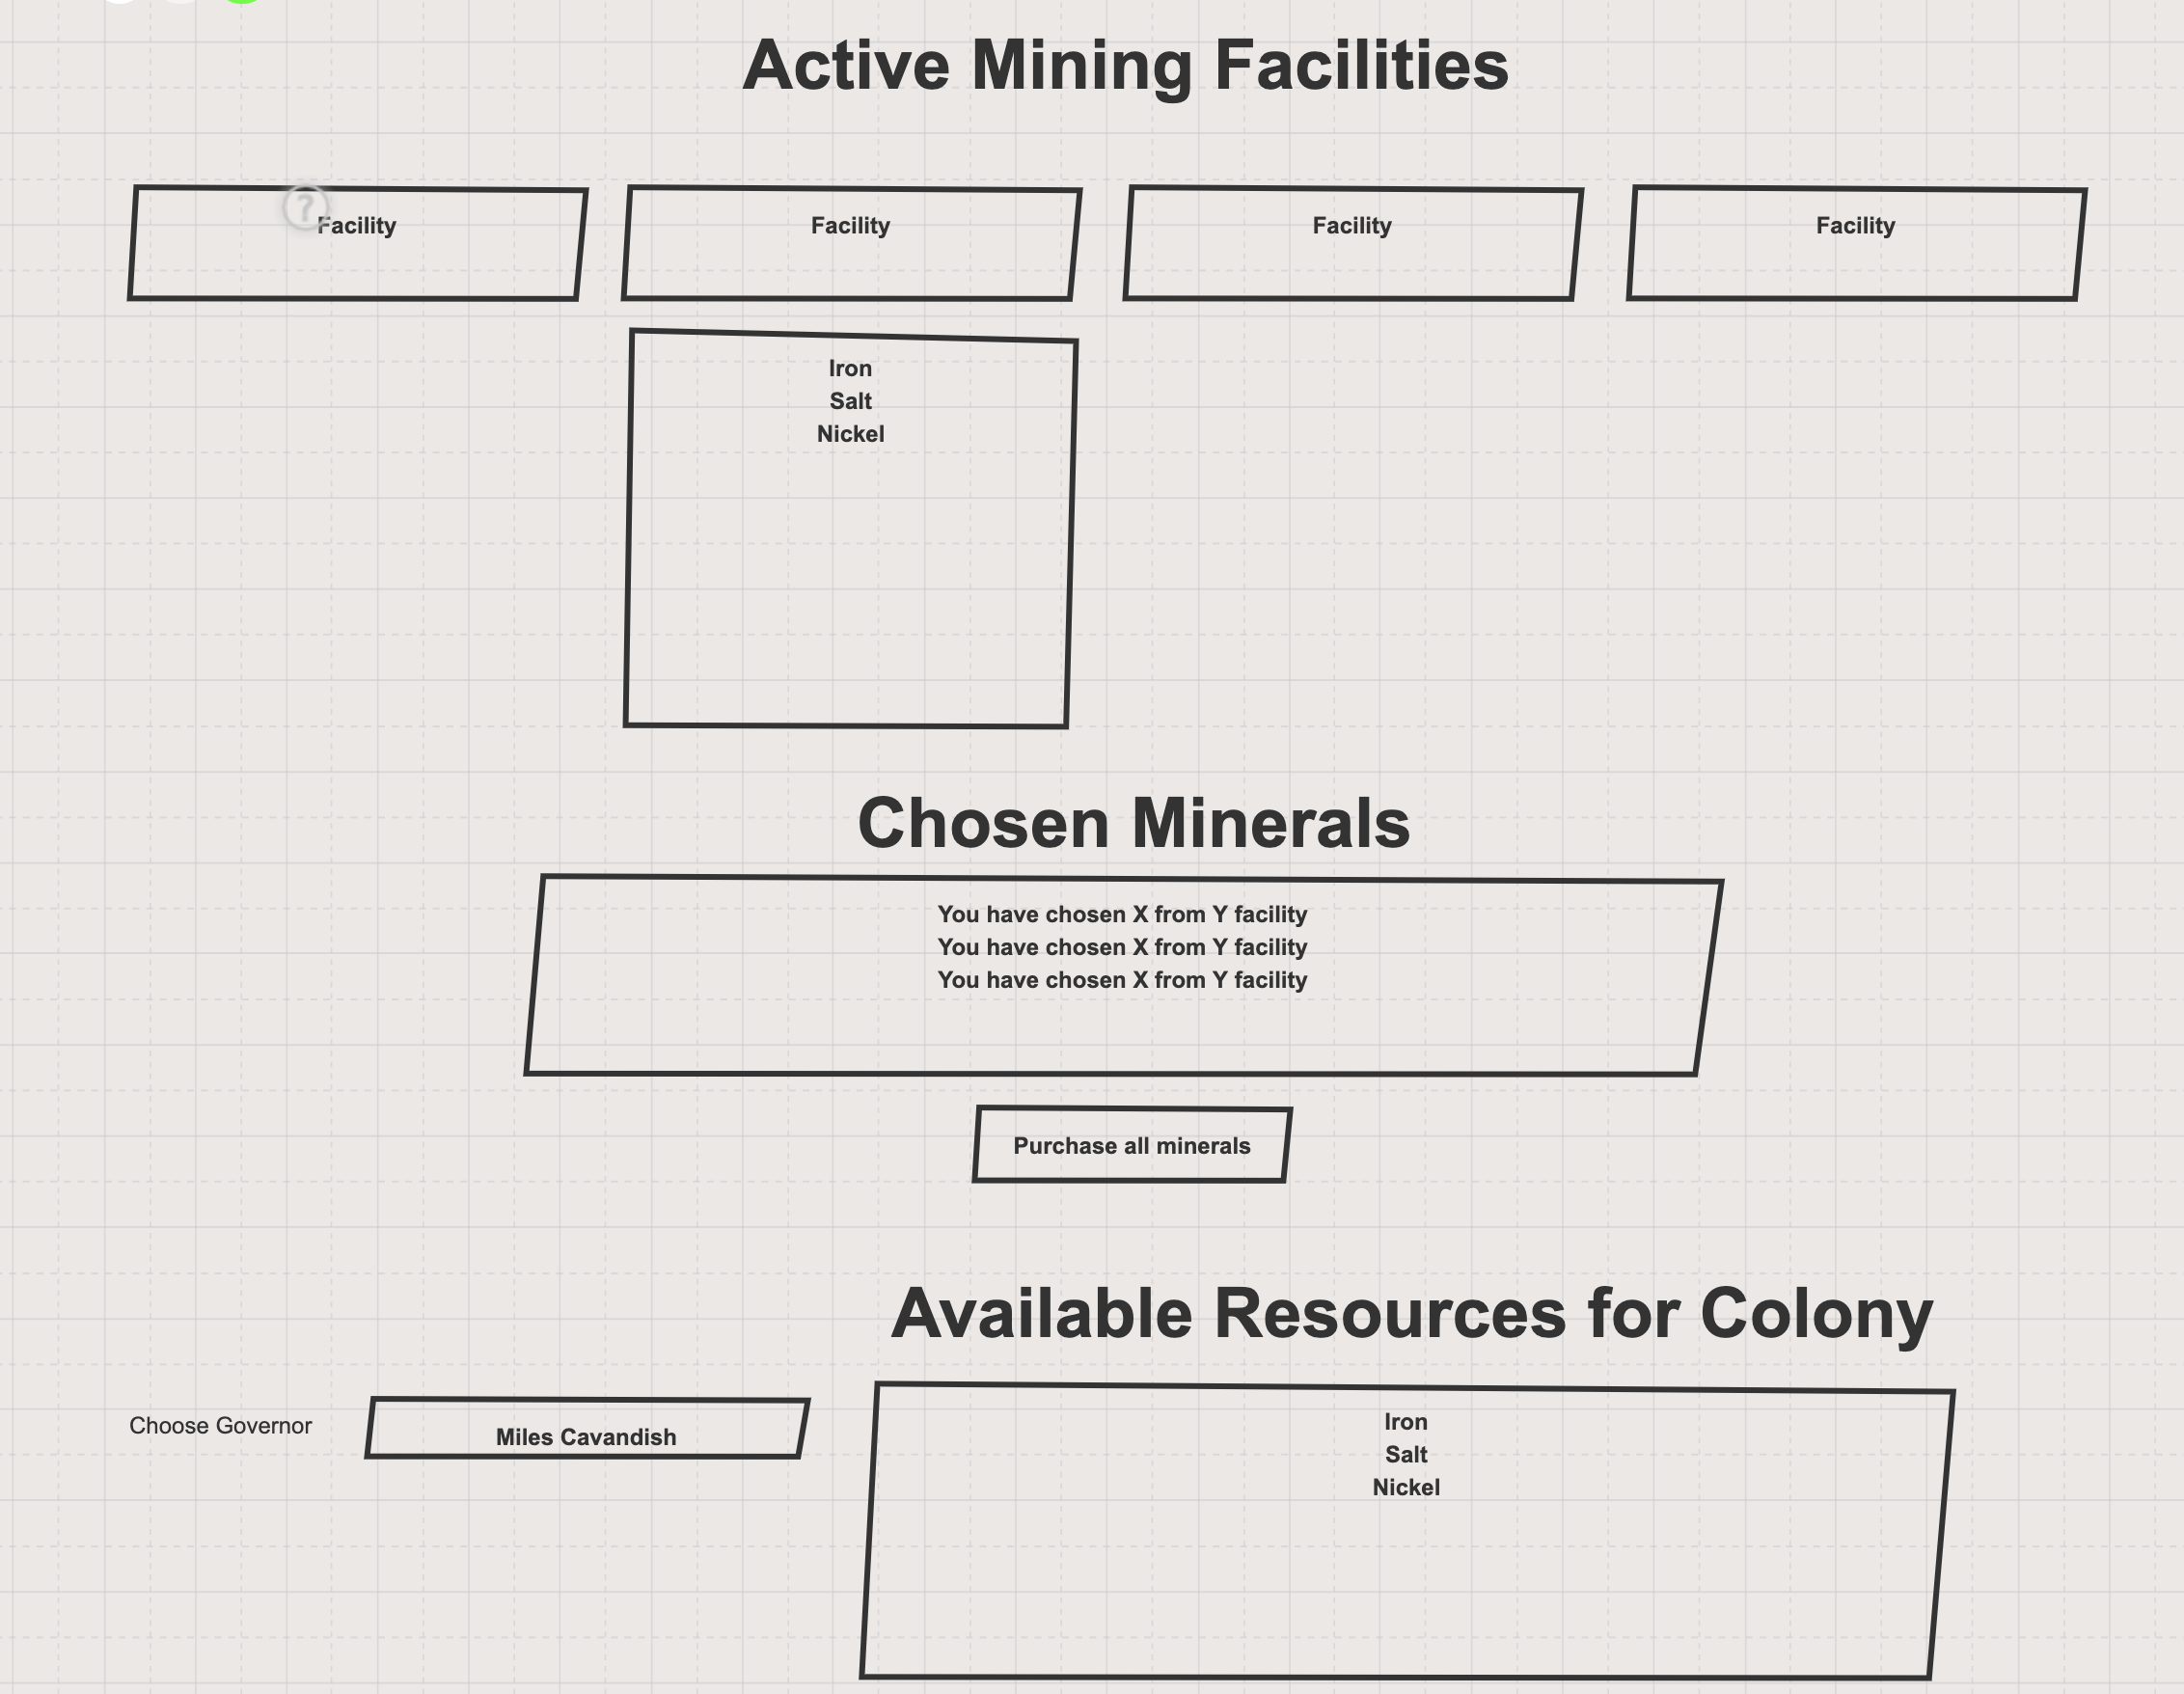 Active Mining Facilities
?
Facility
Facility
Facility
Facility
Iron
Salt
Nickel
Chosen Minerals
You have chosen X from Y facility
You have chosen X from Y facility
You have chosen X from Y facility
Purchase all minerals
Available Resources for Colony
Choose Governor
Miles Cavandish
Iron
Salt
Nickel